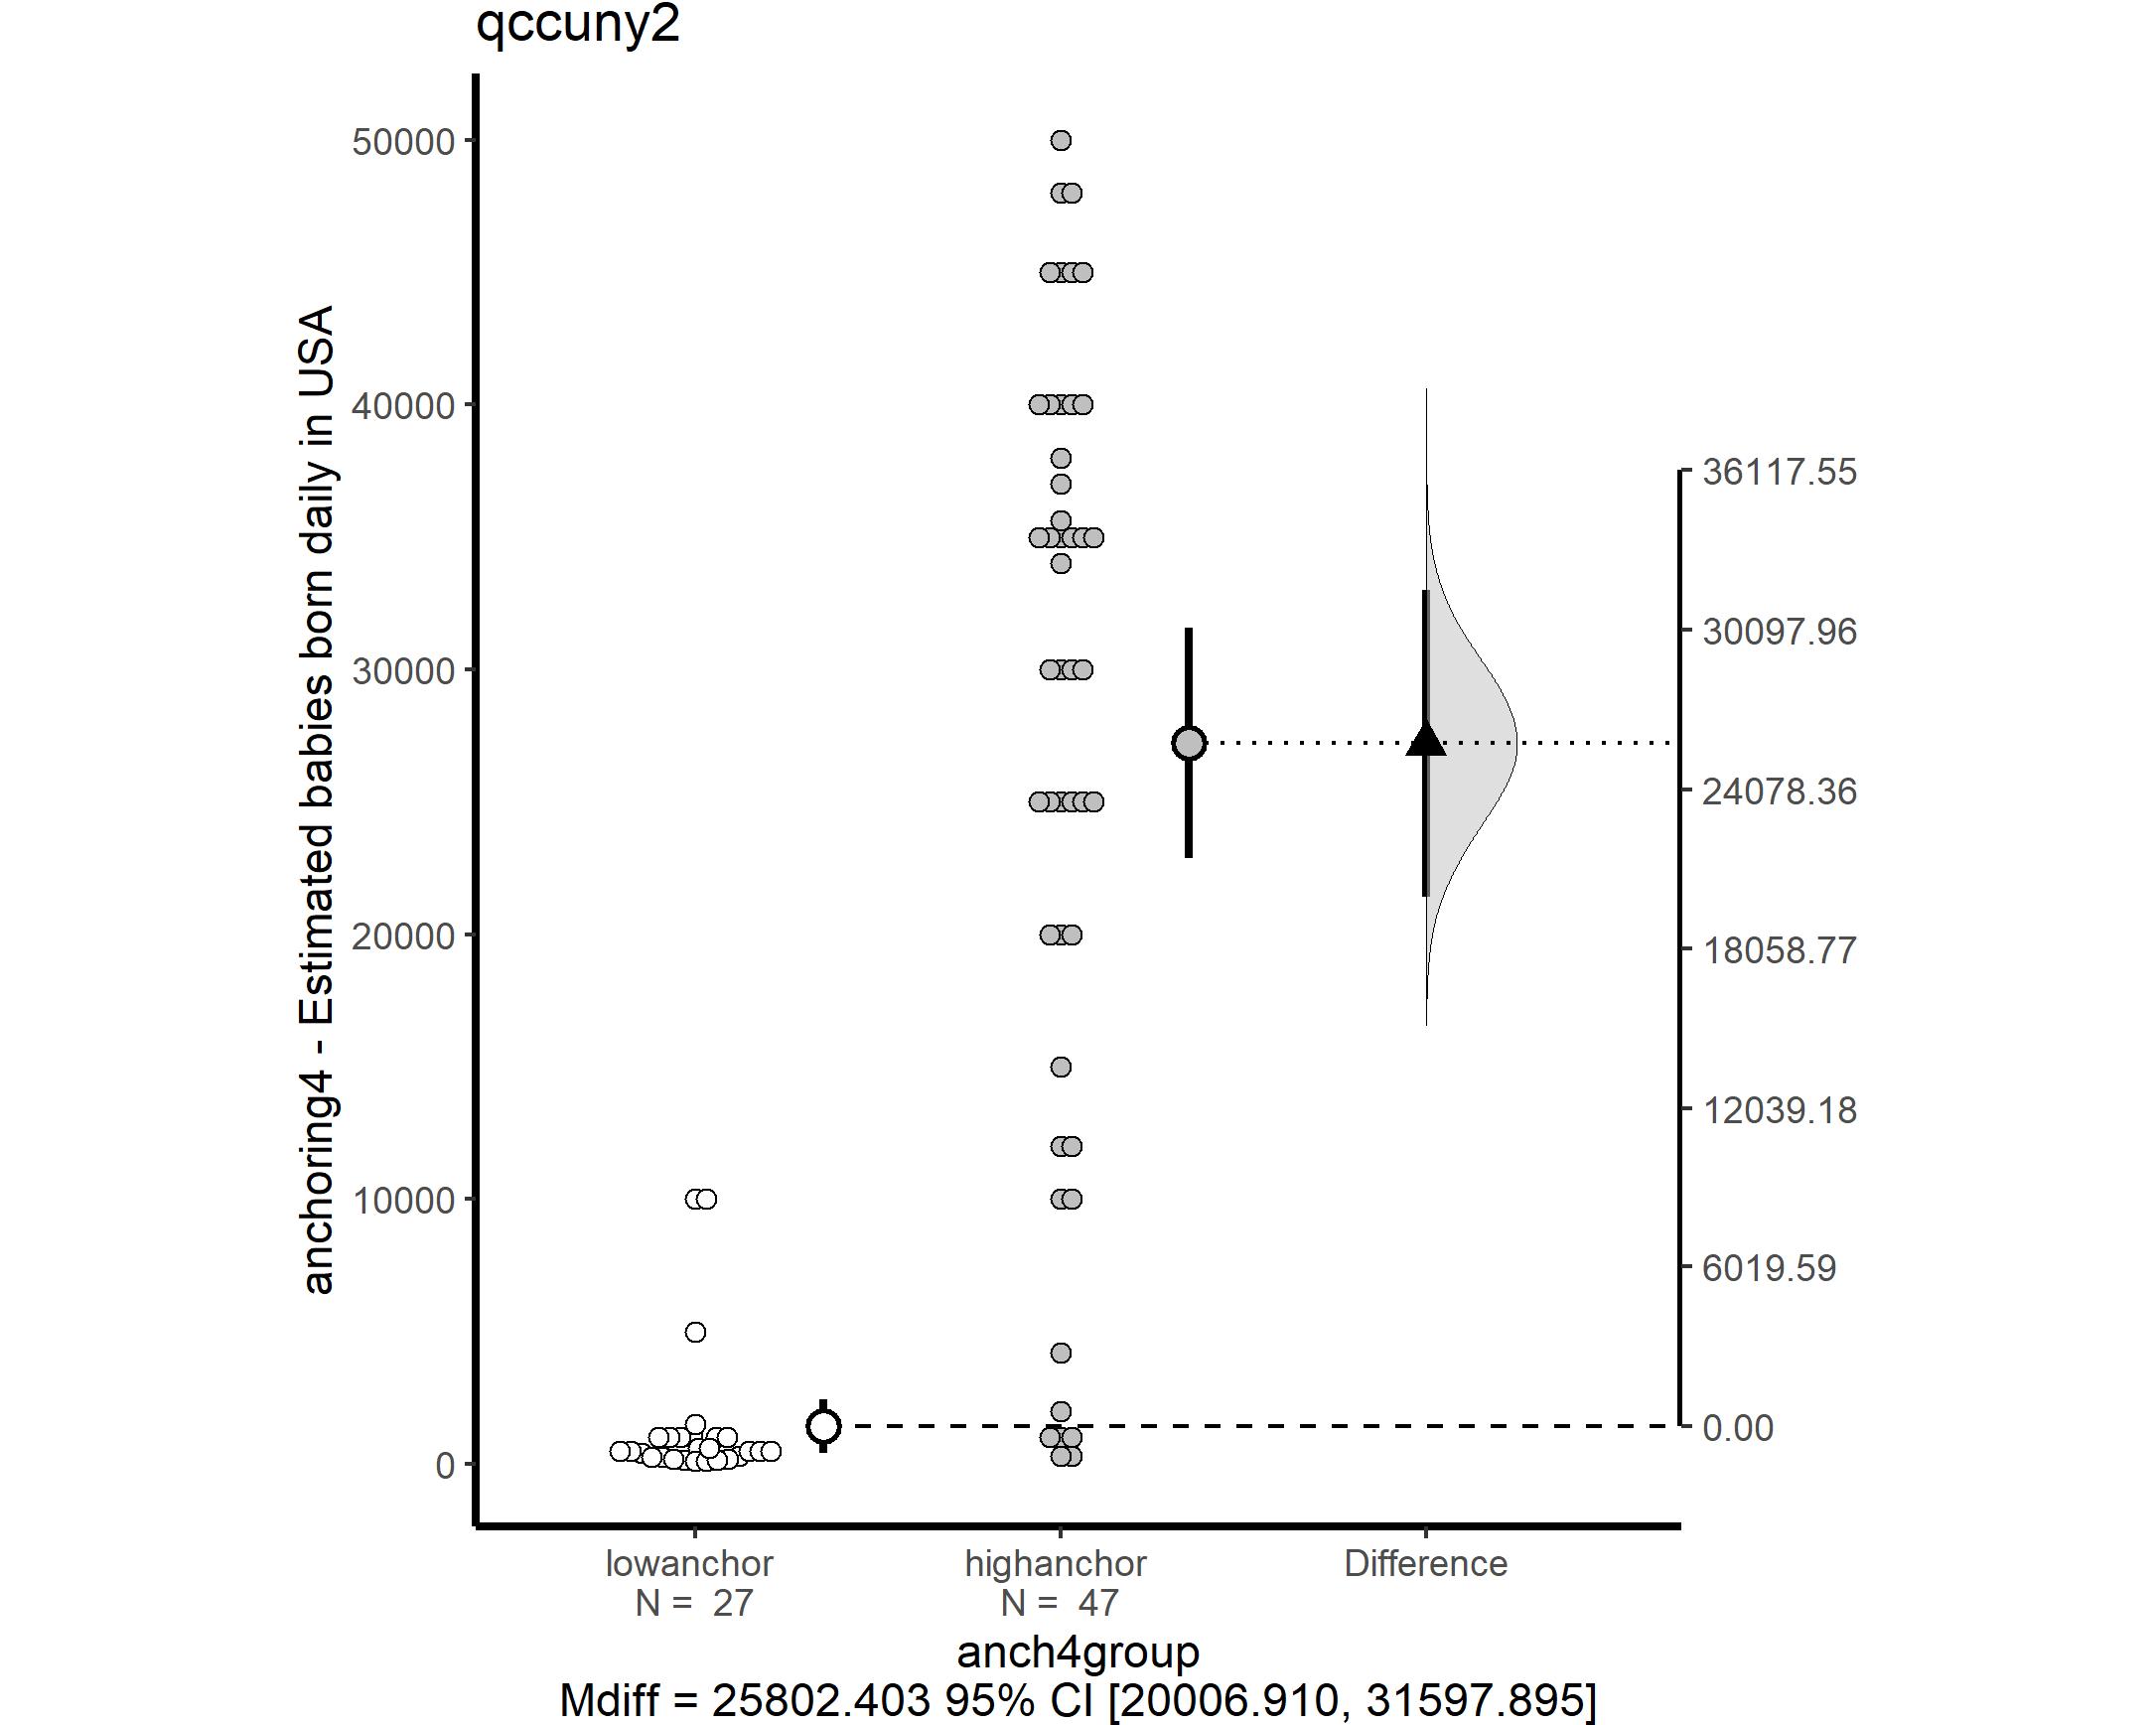 qccuny2
anchoring4 - Estimated babies born daily in USA
50000
40000
30000
20000
10000
0
36117.55
30097.96
24078.36
18058.77
12039.18
6019.59
0.00
lowanchor
N =  27
highanchor
N =  47
Difference
anch4group
Mdiff = 25802.403 95% CI [20006.910, 31597.895]